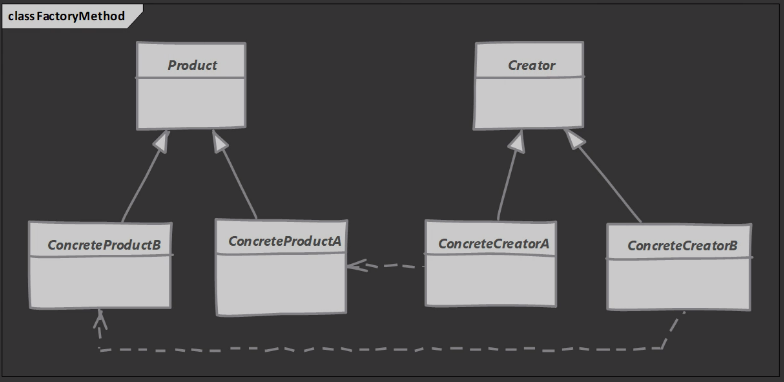 class FactoryMethod
Product
Creator
ConcreteProductB
ConcreteProductA
ConcreteCreatorA
ConcreteCreatorB